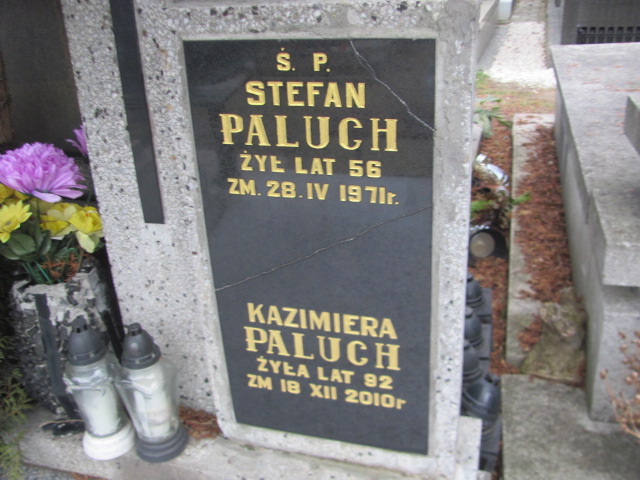 Ś. P.
STEFAN
PALUCH
ŻYŁ LAT 56
ZM. 28. IV 1971r.
KAZIMIERA
PALUCH
ŻYŁA LAT 92
ZM 18 XII 2010r